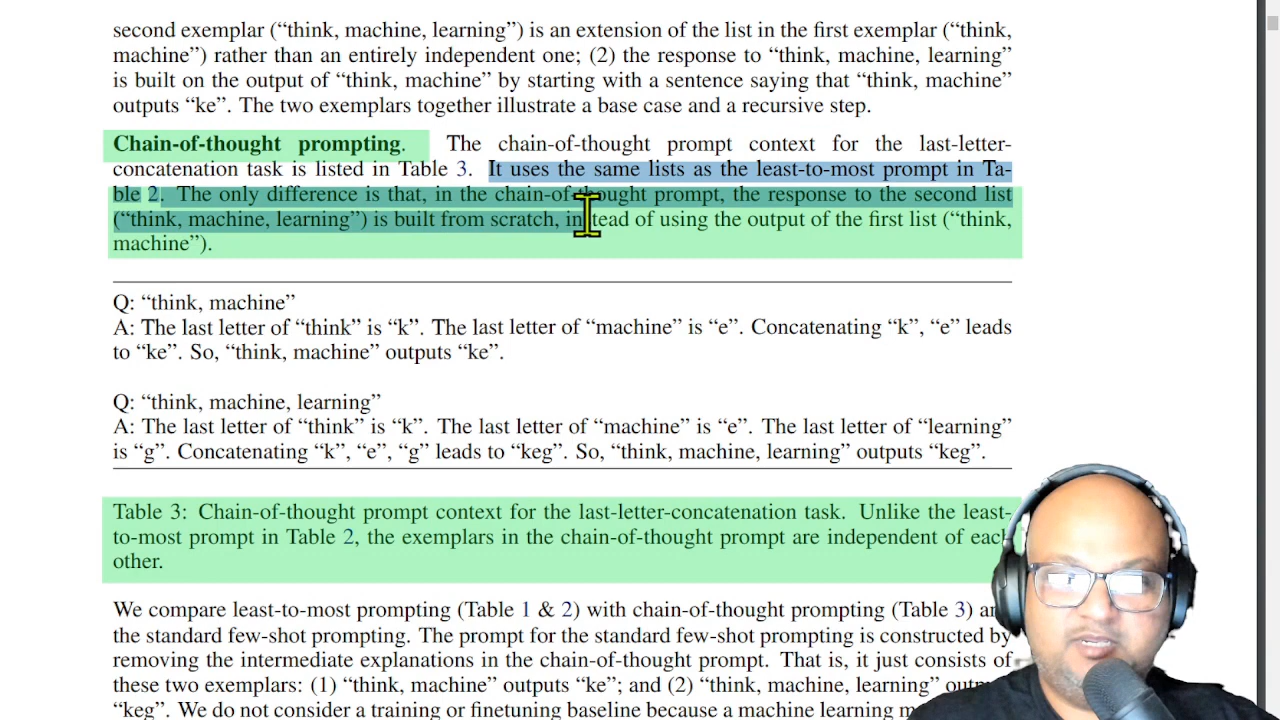 second exemplar (“think, machine, learning”) is an extension of the list in the first exemplar (“think,
machine”) rather than an entirely independent one; (2) the response to “think, machine, learning”
is built on the output of “think, machine” by starting with a sentence saying that “think, machine”
outputs “ke”. The two exemplars together illustrate a base case and a recursive step.
Chain-of-thought prompting. The chain-of-thought prompt context for the last-letter-
concatenation task is listed in Table 3. It uses the same lists as the least-to-most prompt in Ta-
ble 2. The only difference is that, in the chain-of-thought prompt, the response to the second list
(“think, machine, learning”) is built from scratch, instead of using the output of the first list (“think,
machine”).
Q: “think, machine”
A: The last letter of “think” is “k”. The last letter of “machine” is “e”. Concatenating “k”, “e” leads
to “ke”. So, “think, machine” outputs “ke”.
Q: “think, machine, learning”
A: The last letter of “think” is “k”. The last letter of “machine” is “e”. The last letter of “learning”
is “g”. Concatenating “k”, “e”, “g” leads to “keg”. So, “think, machine, learning” outputs “keg”.
Table 3: Chain-of-thought prompt context for the last-letter-concatenation task. Unlike the least-
to-most prompt in Table 2, the exemplars in the chain-of-thought prompt are independent of each
other.
We compare least-to-most prompting (Table 1 & 2) with chain-of-thought prompting (Table 3)
the standard few-shot prompting. The prompt for the standard few-shot prompting is constructed by
removing the intermediate explanations in the chain-of-thought prompt. That is, it just consists of
these two exemplars: (1) “think, machine” outputs “ke”; and (2) “think, machine, learning”
“keg”. We do not consider a training or finetuning baseline because a machine learning